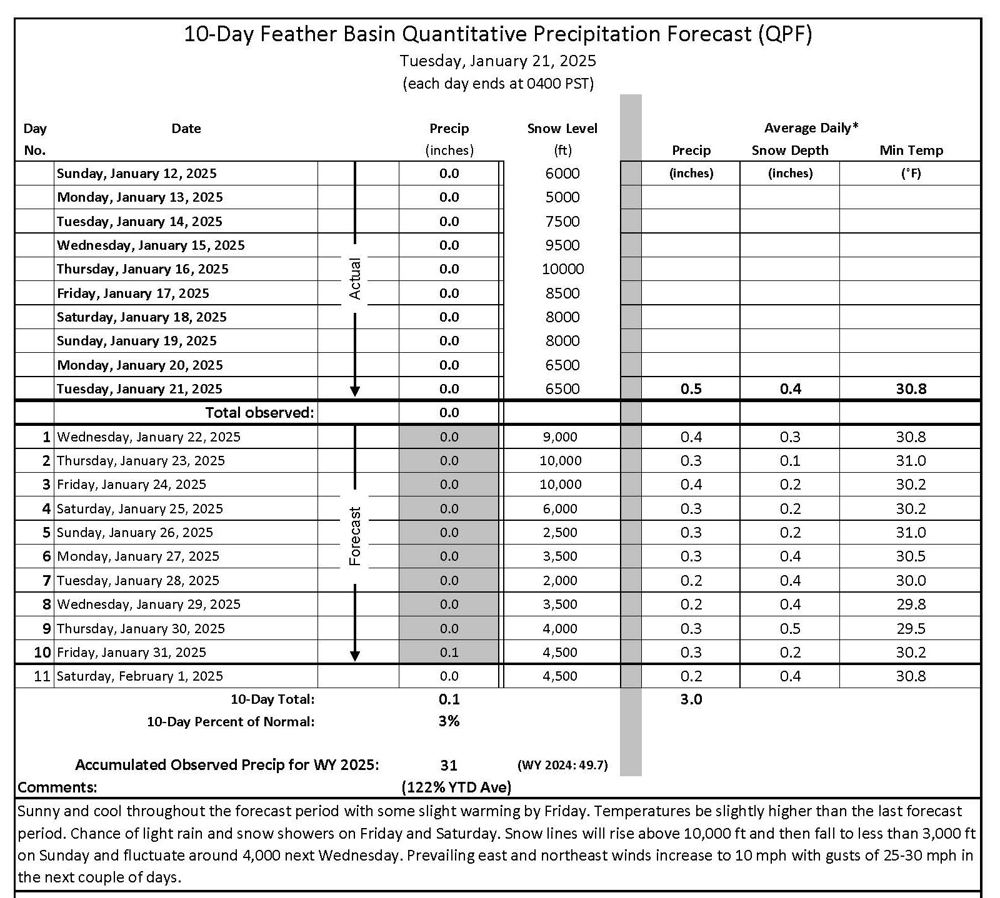 10-Day Feather Basin Quantitative Precipitation Forecast (QPF)
Tuesday, January 21, 2025
(each day ends at 0400 PST)
Day Date Precip Snow Level Average Daily*
No. (inches) (ft) Precip Snow Depth Min Temp
Sunday, January 12, 2025 0.0 6000 (inches) (inches) (°F)
Monday, January 13, 2025 0.0 5000
Tuesday, January 14, 2025 0.0 7500
Wednesday, January 15, 2025 0.0 9500
Thursday, January 16, 2025 0.0 10000
Actual
Friday, January 17, 2025 0.0 8500
Saturday, January 18, 2025 0.0 8000
Sunday, January 19, 2025 0.0 8000
Monday, January 20, 2025 0.0 6500
Tuesday, January 21, 2025 0.0 6500 0.5 0.4 30.8
Total observed: 0.0
1 Wednesday, January 22, 2025 0.0 9,000 0.4 0.3 30.8
2 Thursday, January 23, 2025 0.0 10,000 0.3 0.1 31.0
3 Friday, January 24, 2025 0.0 10,000 0.4 0.2 30.2
4 Saturday, January 25, 2025 0.0 6,000 0.3 0.2 30.2
5 Sunday, January 26, 2025 0.0 2,500 0.3 0.2 31.0
Forecast
6 Monday, January 27, 2025 0.0 3,500 0.3 0.4 30.5
7 Tuesday, January 28, 2025 0.0 2,000 0.2 0.4 30.0
8 Wednesday, January 29, 2025 0.0 3,500 0.2 0.4 29.8
9 Thursday, January 30, 2025 0.0 4,000 0.3 0.5 29.5
10 Friday, January 31, 2025 0.1 4,500 0.3 0.2 30.2
11 Saturday, February 1, 2025 0.0 4,500 0.2 0.4 30.8
10-Day Total: 0.1 3.0
10-Day Percent of Normal: 3%
Accumulated Observed Precip for WY 2025: 31 (WY 2024: 49.7)
Comments: (122% YTD Ave)
Sunny and cool throughout the forecast period with some slight warming by Friday. Temperatures be slightly higher than the last forecast
period. Chance of light rain and snow showers on Friday and Saturday. Snow lines will rise above 10,000 ft and then fall to less than 3,000 ft
on Sunday and fluctuate around 4,000 next Wednesday. Prevailing east and northeast winds increase to 10 mph with gusts of 25-30 mph in
the next couple of days.